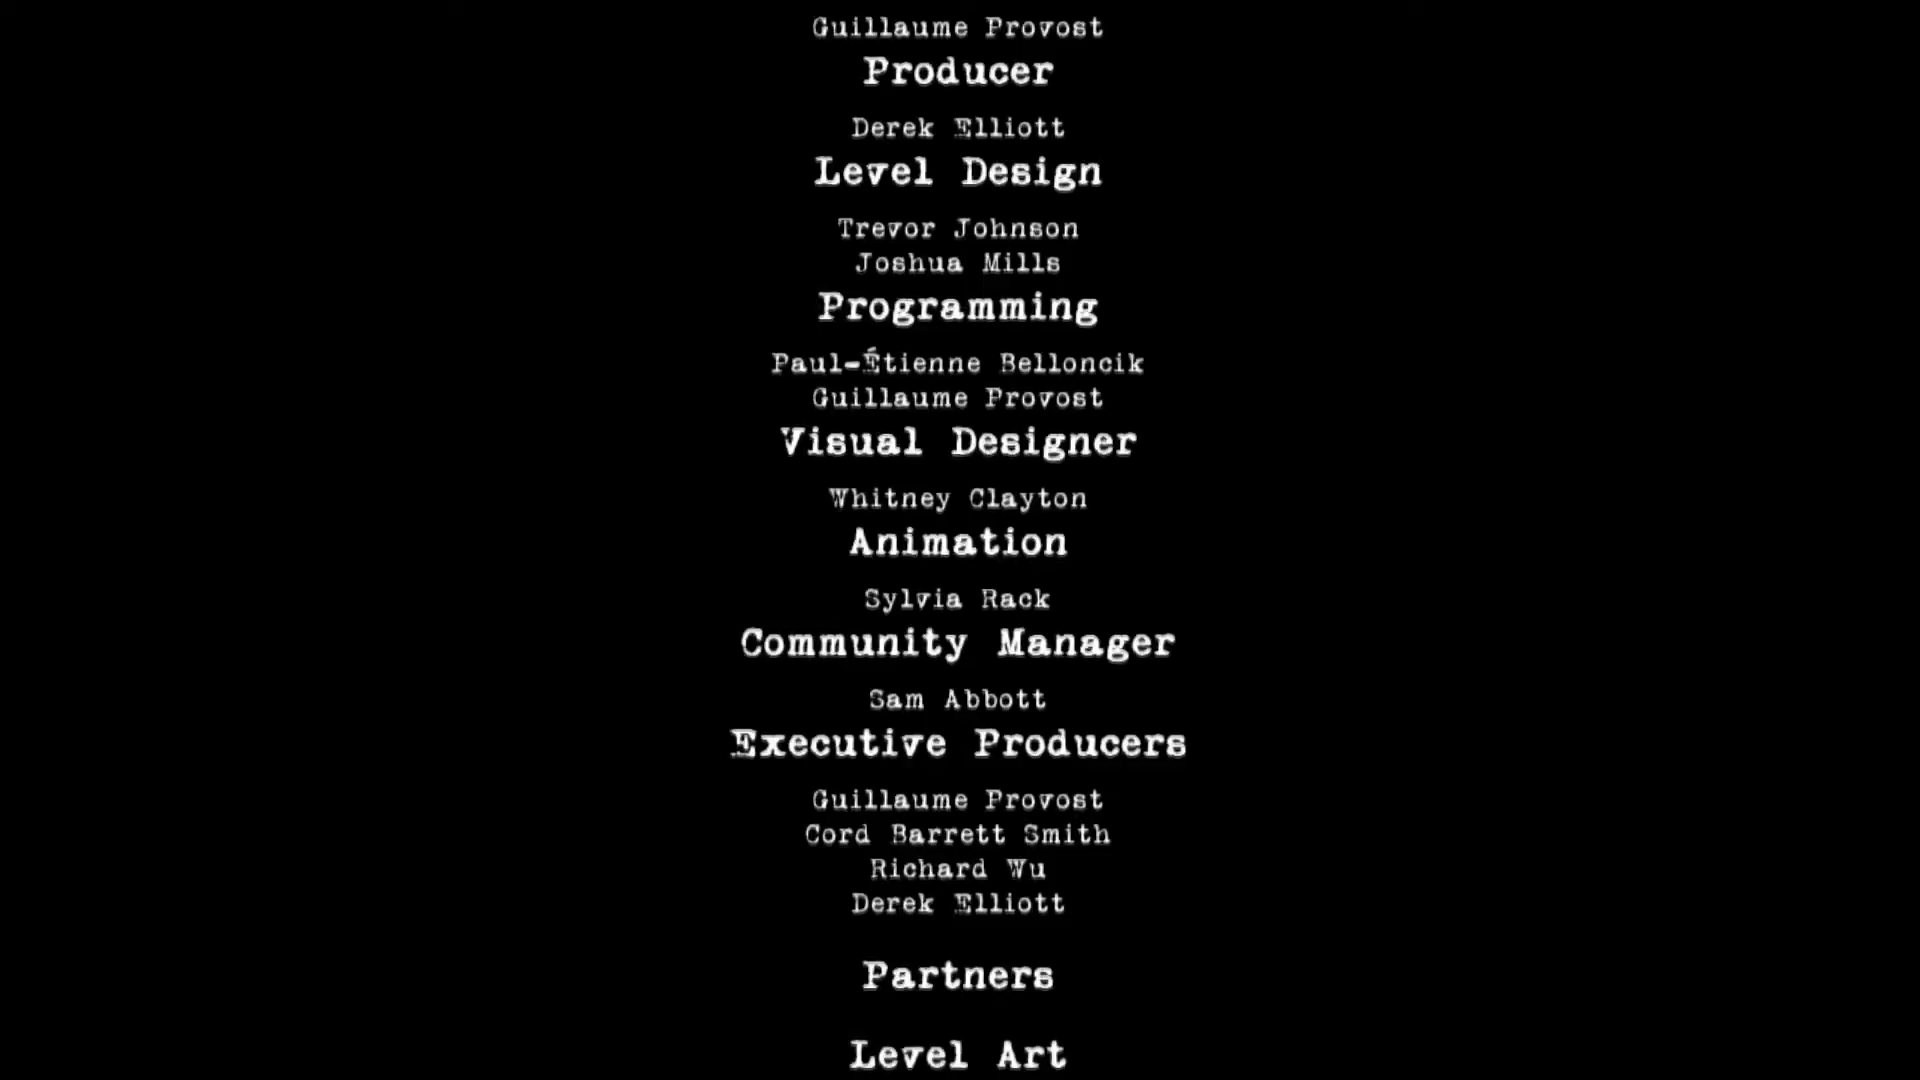 Guillaume Provost
Producer
Derek Elliott
Level Design
Trevor Johnson
Joshua Mills
Programming
Paul-Étienne Belloncik
Guillaume Provost
Visual Designer
Whitney Clayton
Animation
Sylvia Rack
Community Manager
Sam Abbott
Executive Producers
Guillaume Provost
Cord Barrett Smith
Richard Wu
Derek Elliott
Partners
Level Art